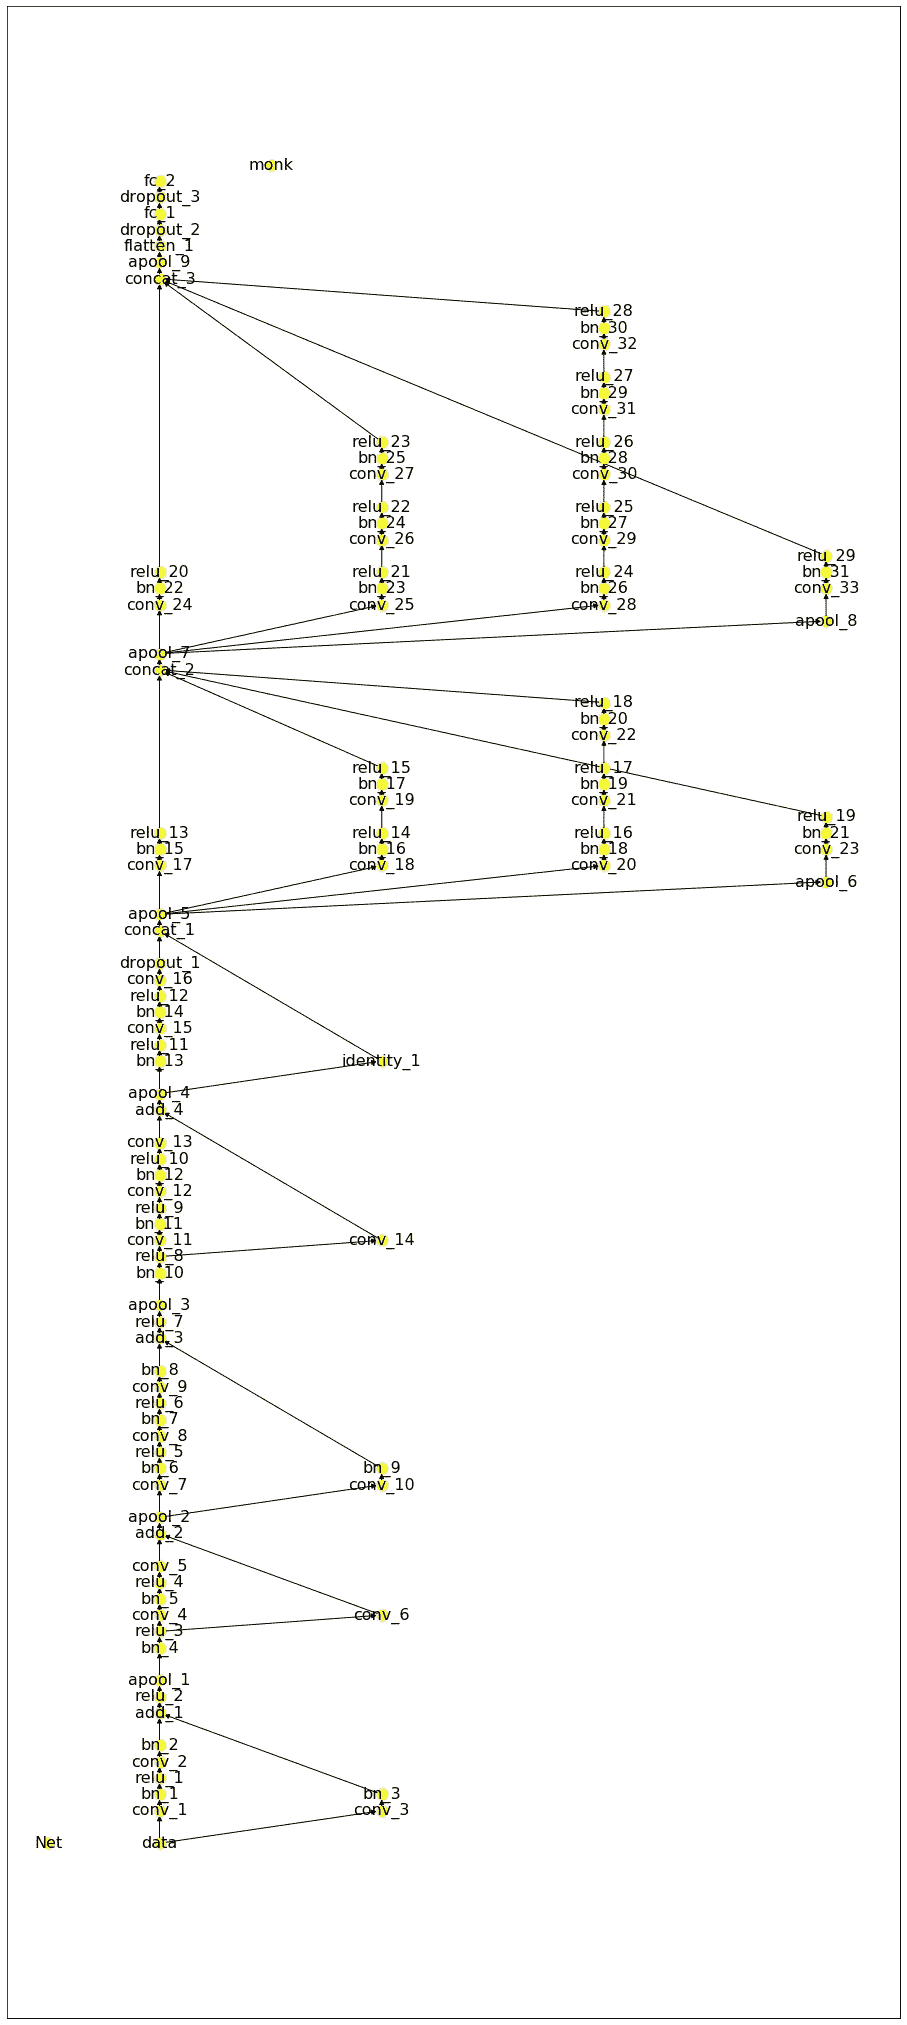 monk
fc_2
dropout_3
fc_1
dropout_2
flatten_1
apool_9
concat_3
relu_28
bn_30
conv_32
relu_27
bn_29
conv_31
relu_23 relu_26
bn_25 bn_28
conv_27 conv_30
relu_22 relu_25
bn_24 bn_27
conv_26 conv_29
relu_29
relu_20 relu_21 relu_24 bn_31
bn_22 bn_23 bn_26 conv_33
conv_24 conv_25 conv_28
apool_8
apool_7
concat_2
relu_18
bn_20
conv_22
relu_15 relu_17
bn_17 bn_19
conv_19 conv_21
relu_19
relu_13 relu_14 relu_16 bn_21
bn_15 bn_16 bn_18 conv_23
conv_17 conv_18 conv_20
apool_6
apool_5
concat_1
dropout_1
conv_16
relu_12
bn_14
conv_15
relu_11
bn_13 identity_1
apool_4
add_4
conv_13
relu_10
bn_12
conv_12
relu_9
bn_11
conv_11 conv_14
relu_8
bn_10
apool_3
relu_7
add_3
bn_8
conv_9
relu_6
bn_7
conv_8
relu_5
bn_6 bn_9
conv_7 conv_10
apool_2
add_2
conv_5
relu_4
bn_5
conv_4 conv_6
relu_3
bn_4
apool_1
relu_2
add_1
bn_2
conv_2
relu_1
bn_1 bn_3
conv_1 conv_3
Net data